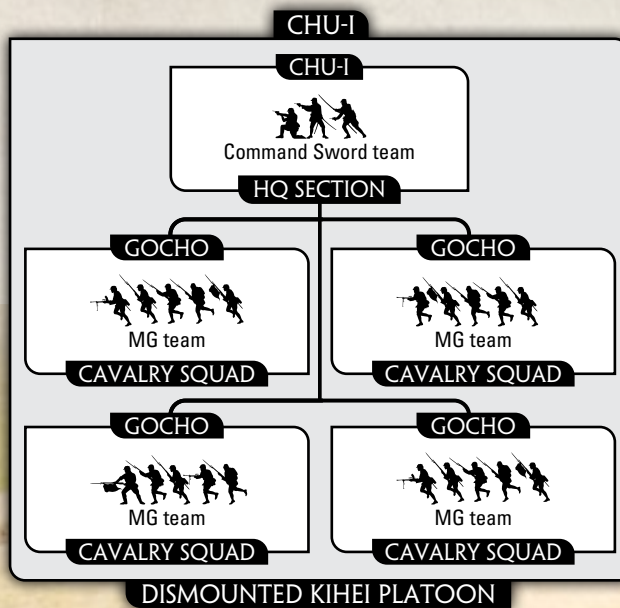 CHU-I
CHU-I
Command Sword team
HQ SECTION
GOCHO
MG team
CAVALRY SQUAD
GOCHO
MG team
CAVALRY SQUAD
GOCHO
MG team
CAVALRY SQUAD
GOCHO
MG team
CAVALRY SQUAD
DISMOUNTED KIHEI PLATOON